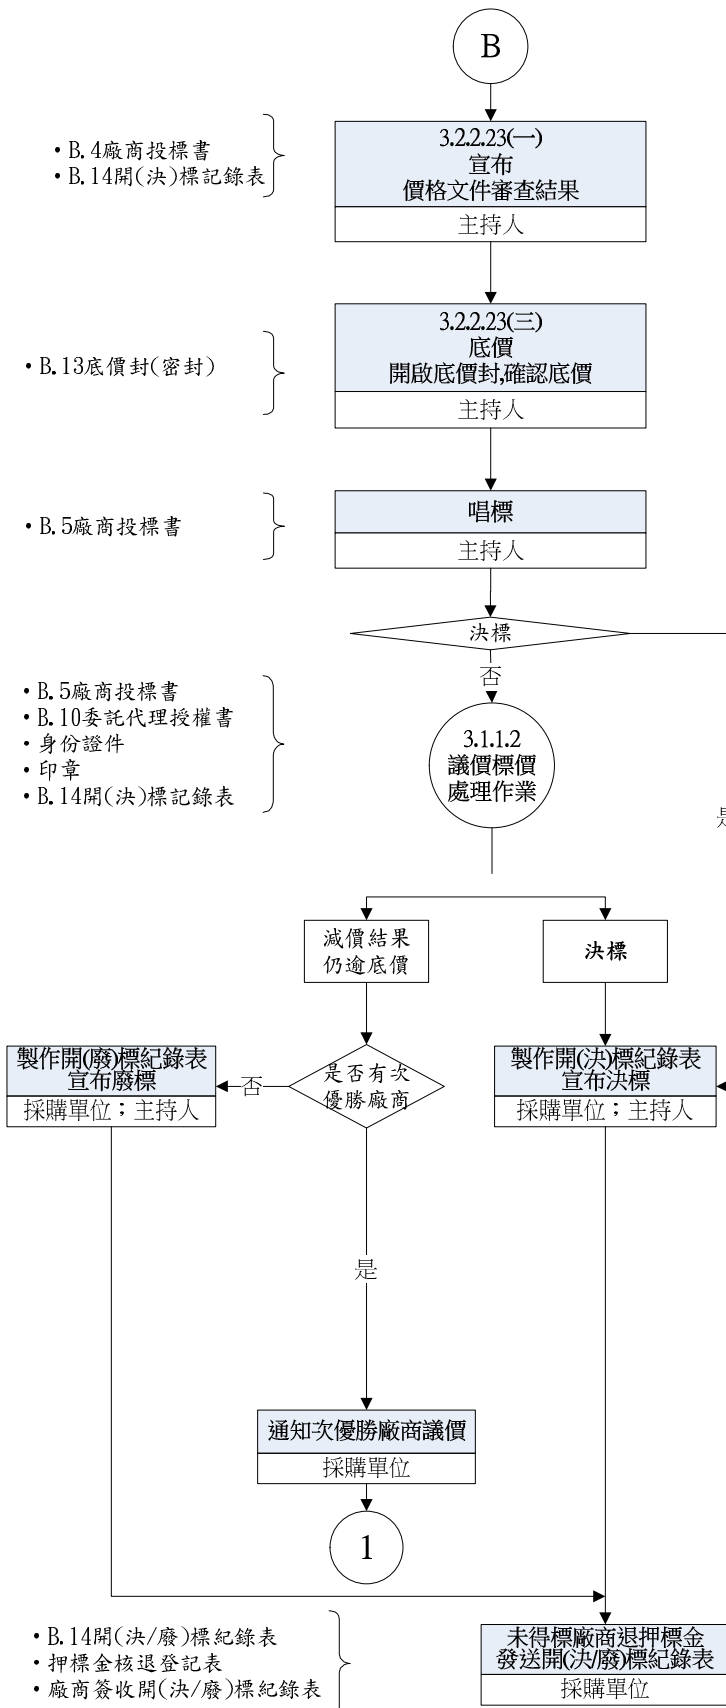 B
・B.4廠商投標書
・B.14開(決)標記錄表
3.2.2.23(一)
宣布
價格文件審查結果
主持人
・B.13底價封(密封)
3.2.2.23(三)
底價
開啟底價封,確認底價
主持人
・B.5廠商投標書
唱標
主持人
決標
否
・B.5廠商投標書
・B.10委託代理授權書
・身份證件
・印章
・B.14開(決)標記錄表
3.1.1.2
議價標價
處理作業
是
減價結果
仍逾底價
決標
製作開(廢)標紀錄表
宣布廢標
採購單位；主持人
否
是否有次
優勝廠商
製作開(決)標紀錄表
宣布決標
採購單位；主持人
是
通知次優勝廠商議價
採購單位
1
・B.14開(決/廢)標紀錄表
・押標金核退登記表
・廠商簽收開(決/廢)標紀錄表
未得標廠商退押標金
發送開(決/廢)標紀錄表
採購單位